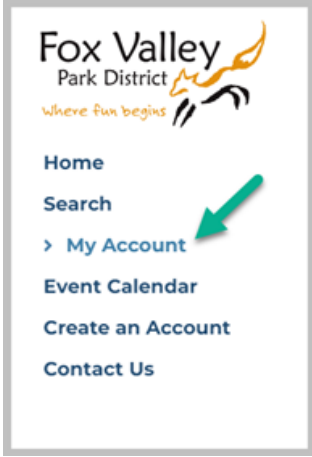 Fox Valley
Park District
Where fun begins
Home
Search
> My Account
Event Calendar
Create an Account
Contact Us